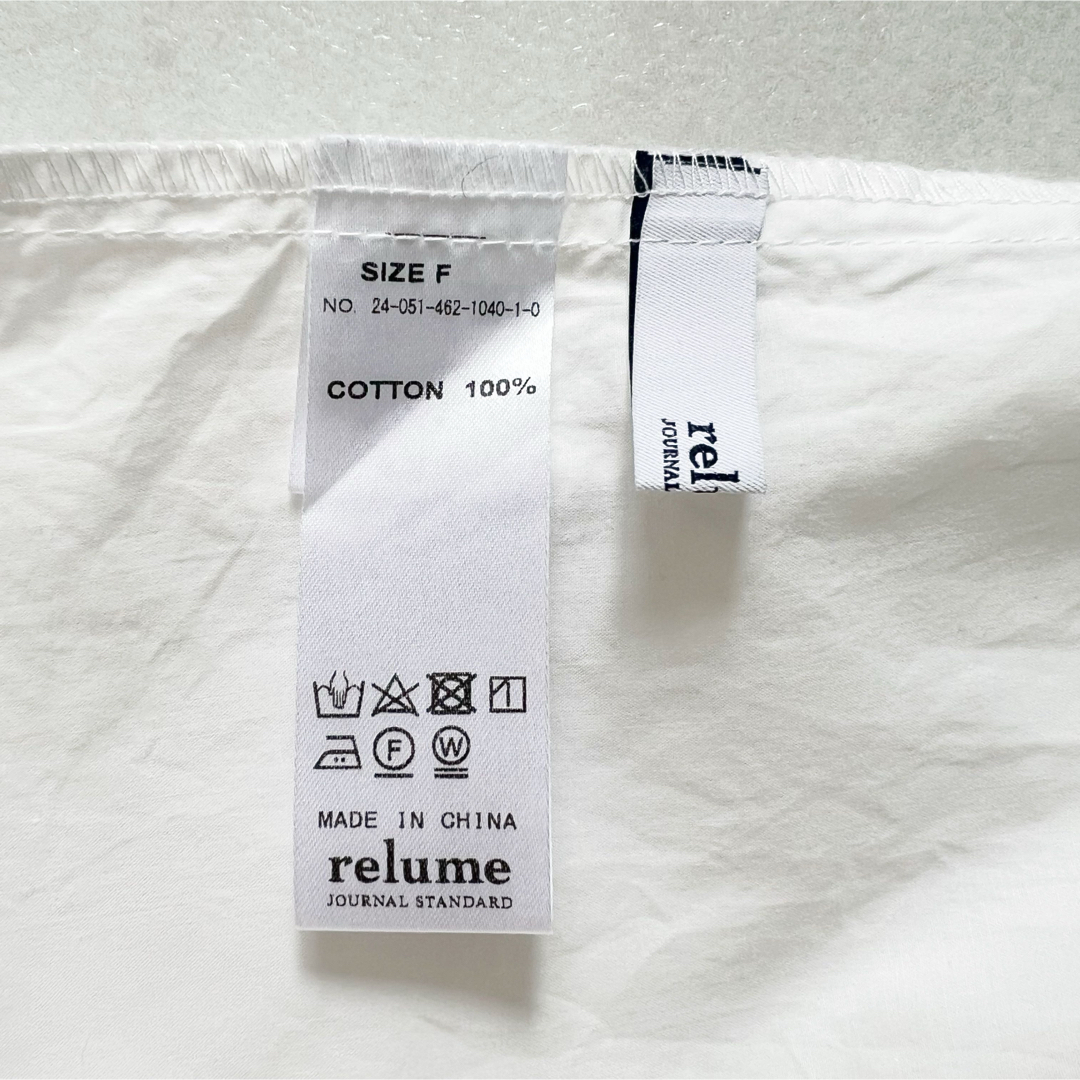 SIZE F
NO. 24-051-462-1040-1-0
COTTON 100%
F
W
MADE IN CHINA
relume
JOURNAL STANDARD
rel
JOURNAL